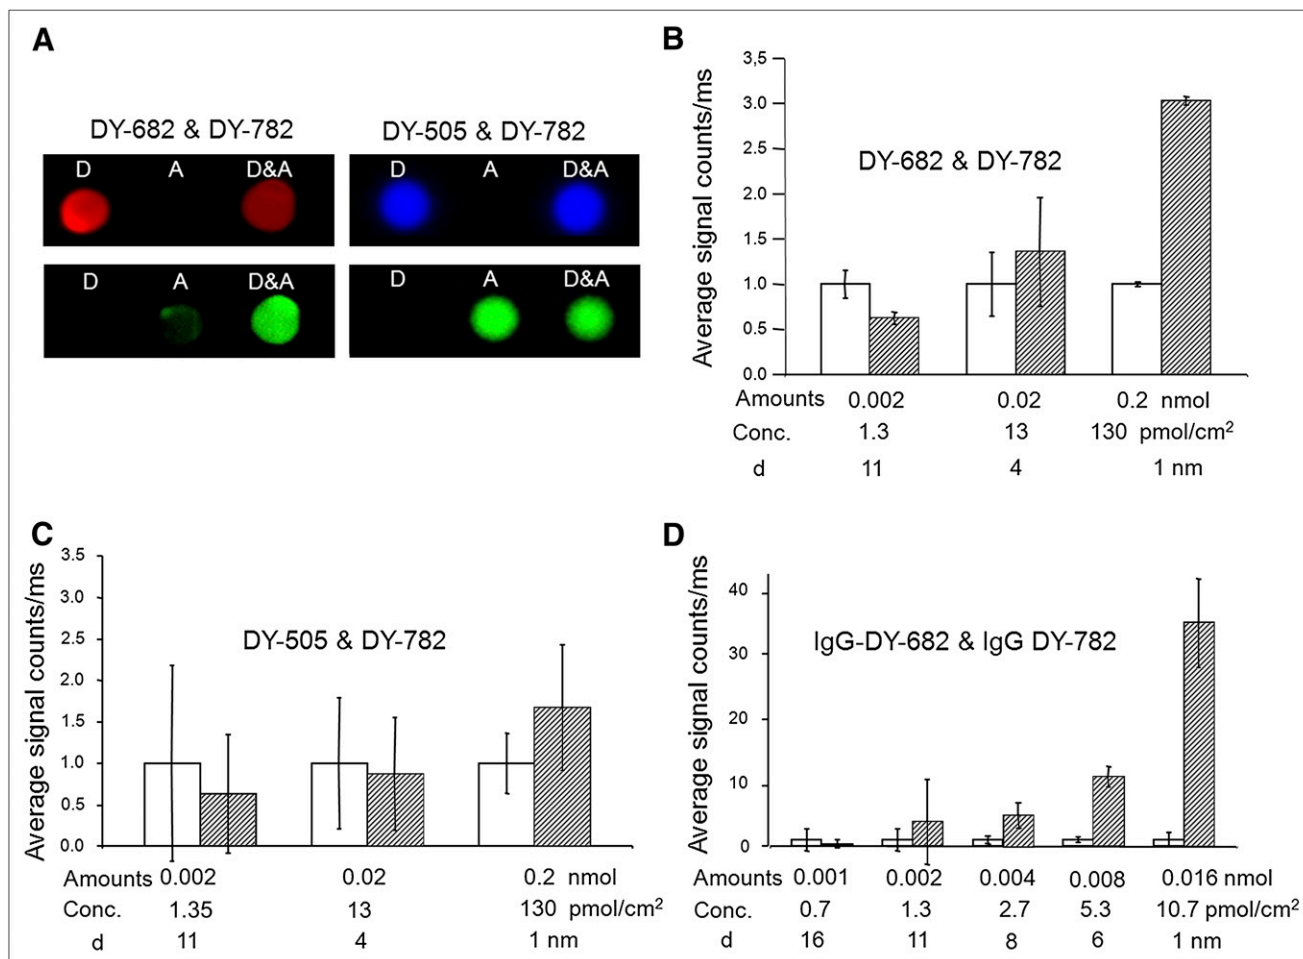 A
DY-682 & DY-782
DY-505 & DY-782
D A D&A
D A D&A
D A D&A
D A D&A
B
Average signal counts/ms
3,5
3.0
2.5
2.0
1.5
1.0
0.5
0.0
DY-682 & DY-782
Amounts 0.002 0.02 0.2 nmol
Conc. 1.3 13 130 pmol/cm²
d 11 4 1 nm
C
Average signal counts/ms
3.5
3.0
2.5
2.0
1.5
1.0
0.5
0.0
DY-505 & DY-782
Amounts 0.002 0.02 0.2 nmol
Conc. 1.35 13 130 pmol/cm²
d 11 4 1 nm
D
Average signal counts/ms
40
30
20
10
0
IgG-DY-682 & IgG DY-782
Amounts 0.001 0.002 0.004 0.008 0.016 nmol
Conc. 0.7 1.3 2.7 5.3 10.7 pmol/cm²
d 16 11 8 6 1 nm